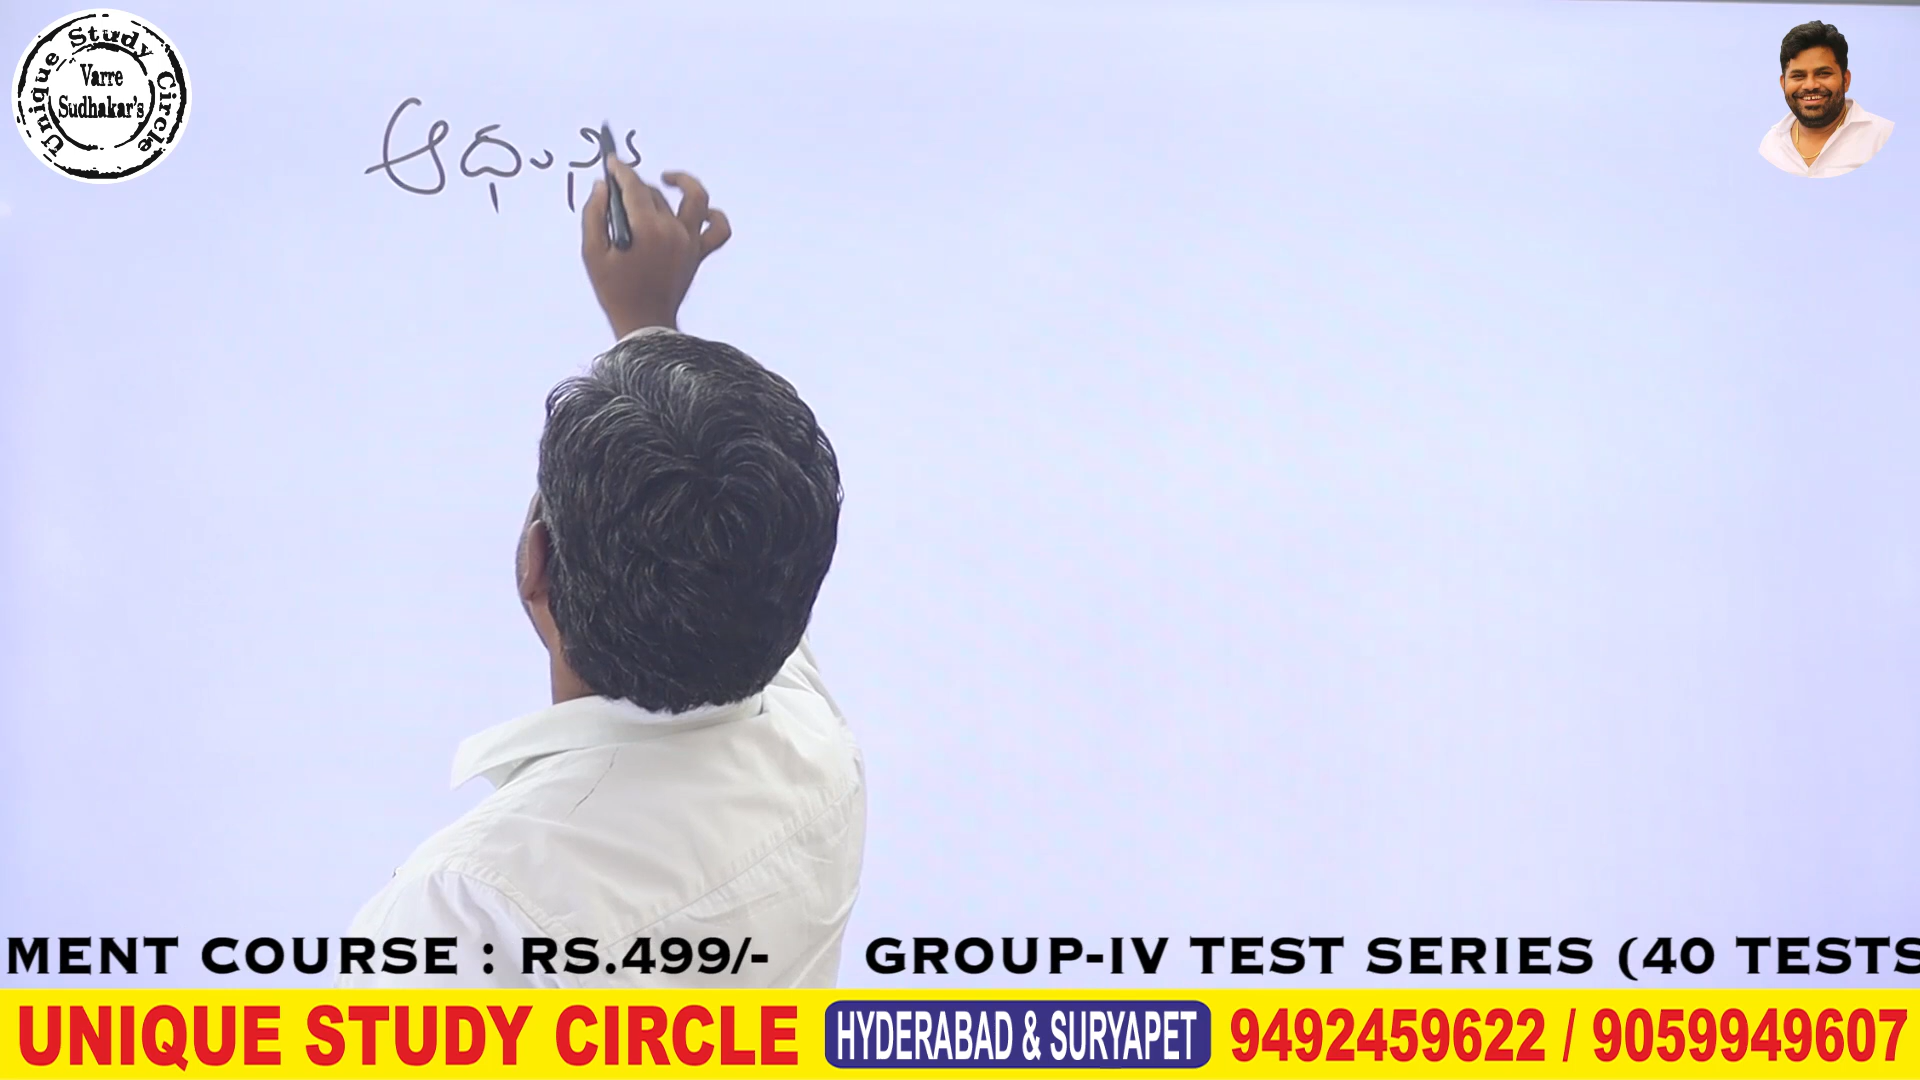 Unique Study Circle
Varre
Sudhakar's
ఆధుని
MENT COURSE : RS.499/- GROUP-IV TEST SERIES (40 TESTS
UNIQUE STUDY CIRCLE HYDERABAD & SURYAPET 9492459622 / 9059949607